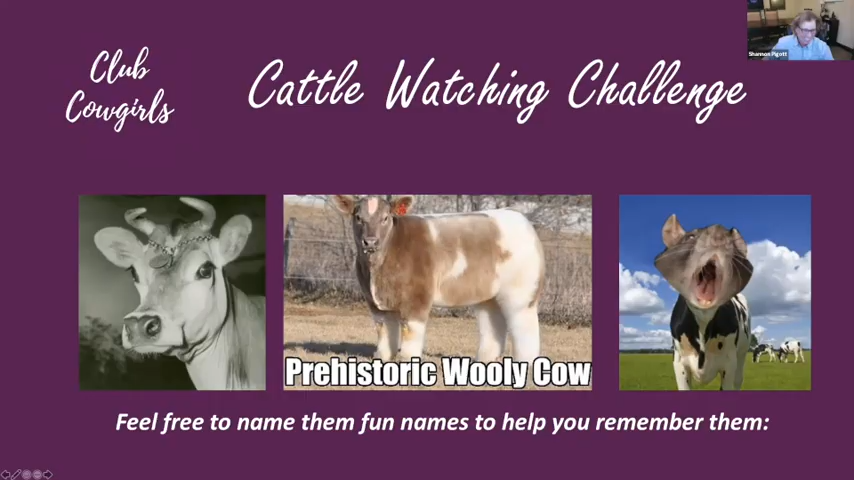 Club
Cowgirls
Cattle Watching Challenge
Shannon Pigott
Prehistoric Wooly Cow
Feel free to name them fun names to help you remember them: